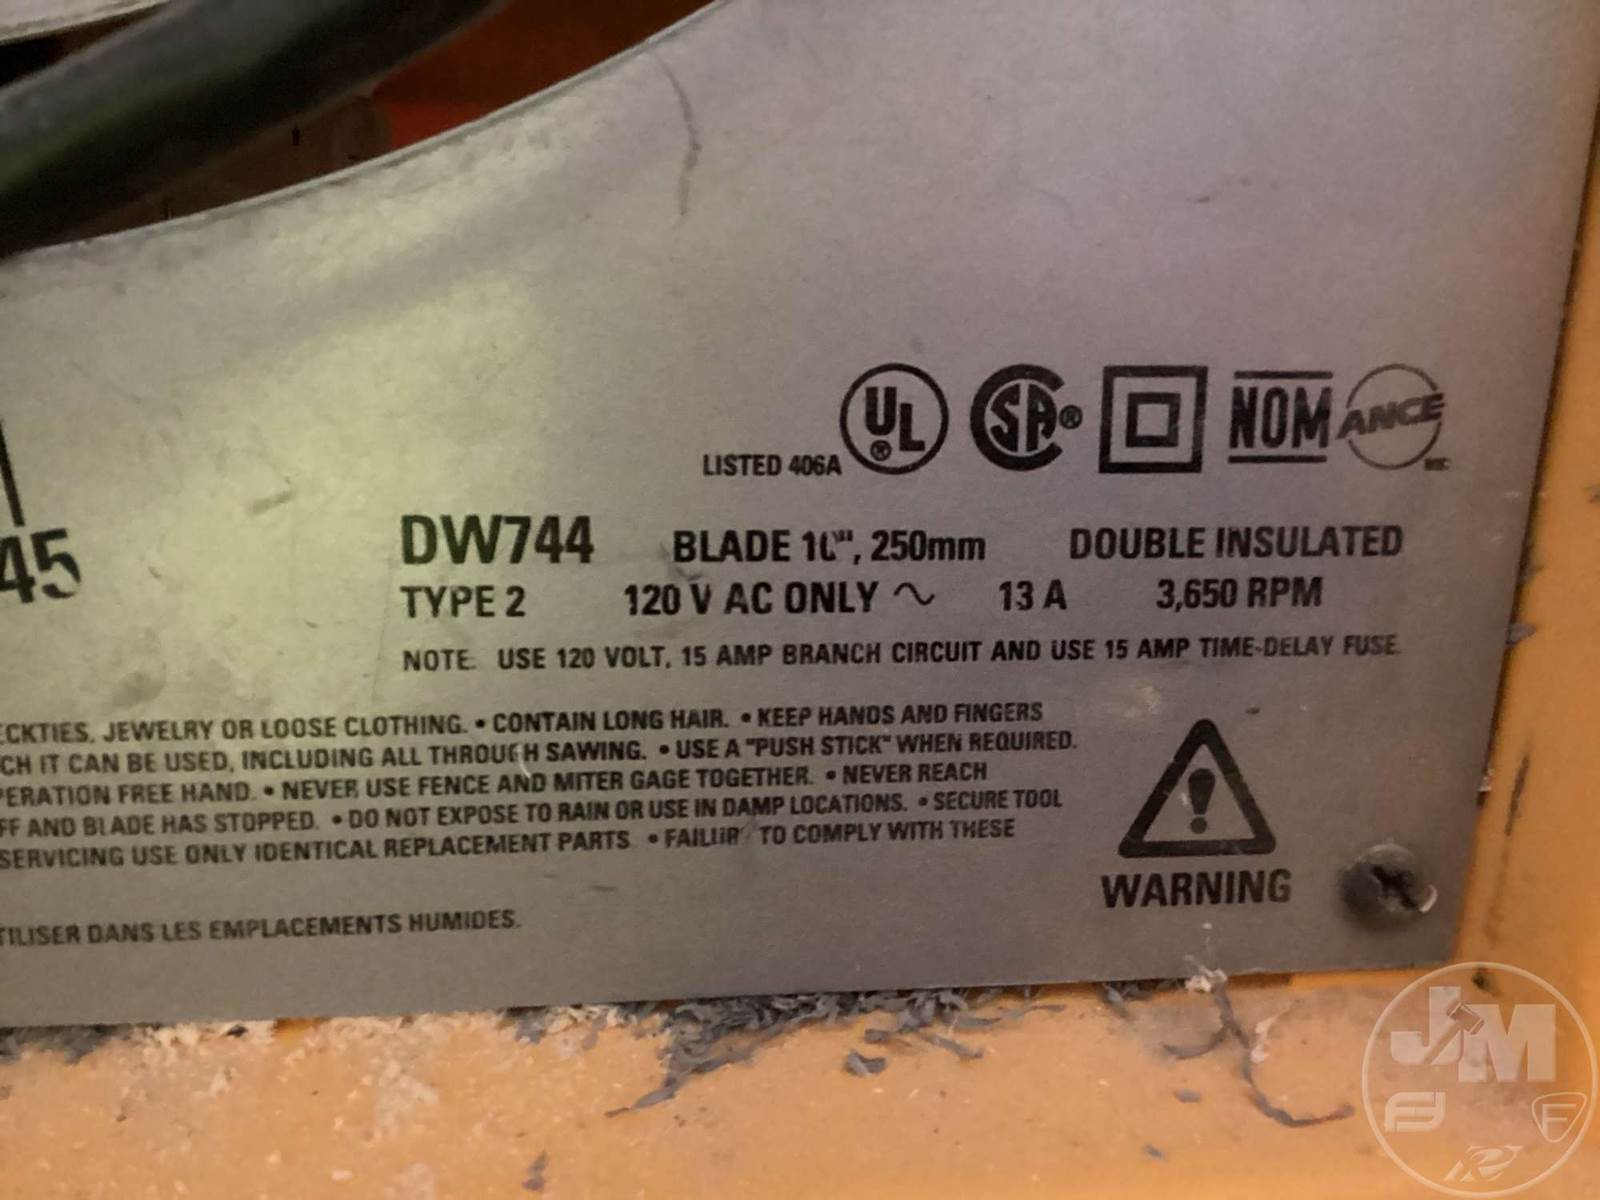 UL
SA
NOM
ANCE
LISTED 406A
45
DW744 BLADE 10", 250mm DOUBLE INSULATED
TYPE 2 120 V AC ONLY ~ 13 A 3,650 RPM
NOTE: USE 120 VOLT, 15 AMP BRANCH CIRCUIT AND USE 15 AMP TIME-DELAY FUSE.
ECKTIES, JEWELRY OR LOOSE CLOTHING. • CONTAIN LONG HAIR. • KEEP HANDS AND FINGERS
CH IT CAN BE USED, INCLUDING ALL THROUGH SAWING. • USE A "PUSH STICK" WHEN REQUIRED.
PERATION FREE HAND. • NEVER USE FENCE AND MITER GAGE TOGETHER. • NEVER REACH
FF AND BLADE HAS STOPPED. • DO NOT EXPOSE TO RAIN OR USE IN DAMP LOCATIONS. • SECURE TOOL
SERVICING USE ONLY IDENTICAL REPLACEMENT PARTS. • FAILUR TO COMPLY WITH THESE
TILISER DANS LES EMPLACEMENTS HUMIDES.
WARNING
JM